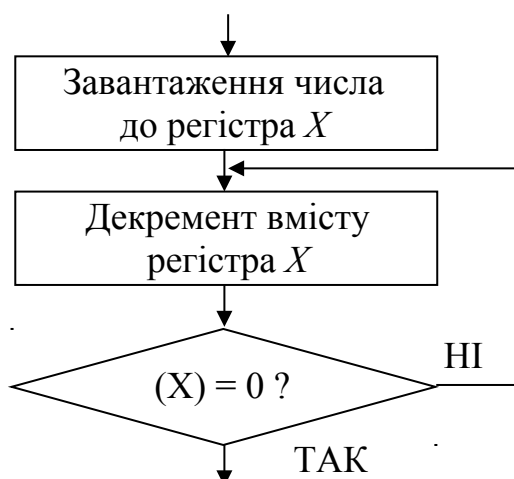 Завантаження числа
до регістра X
Декремент вмісту
регістра X
НІ
(X) = 0 ?
ТАК